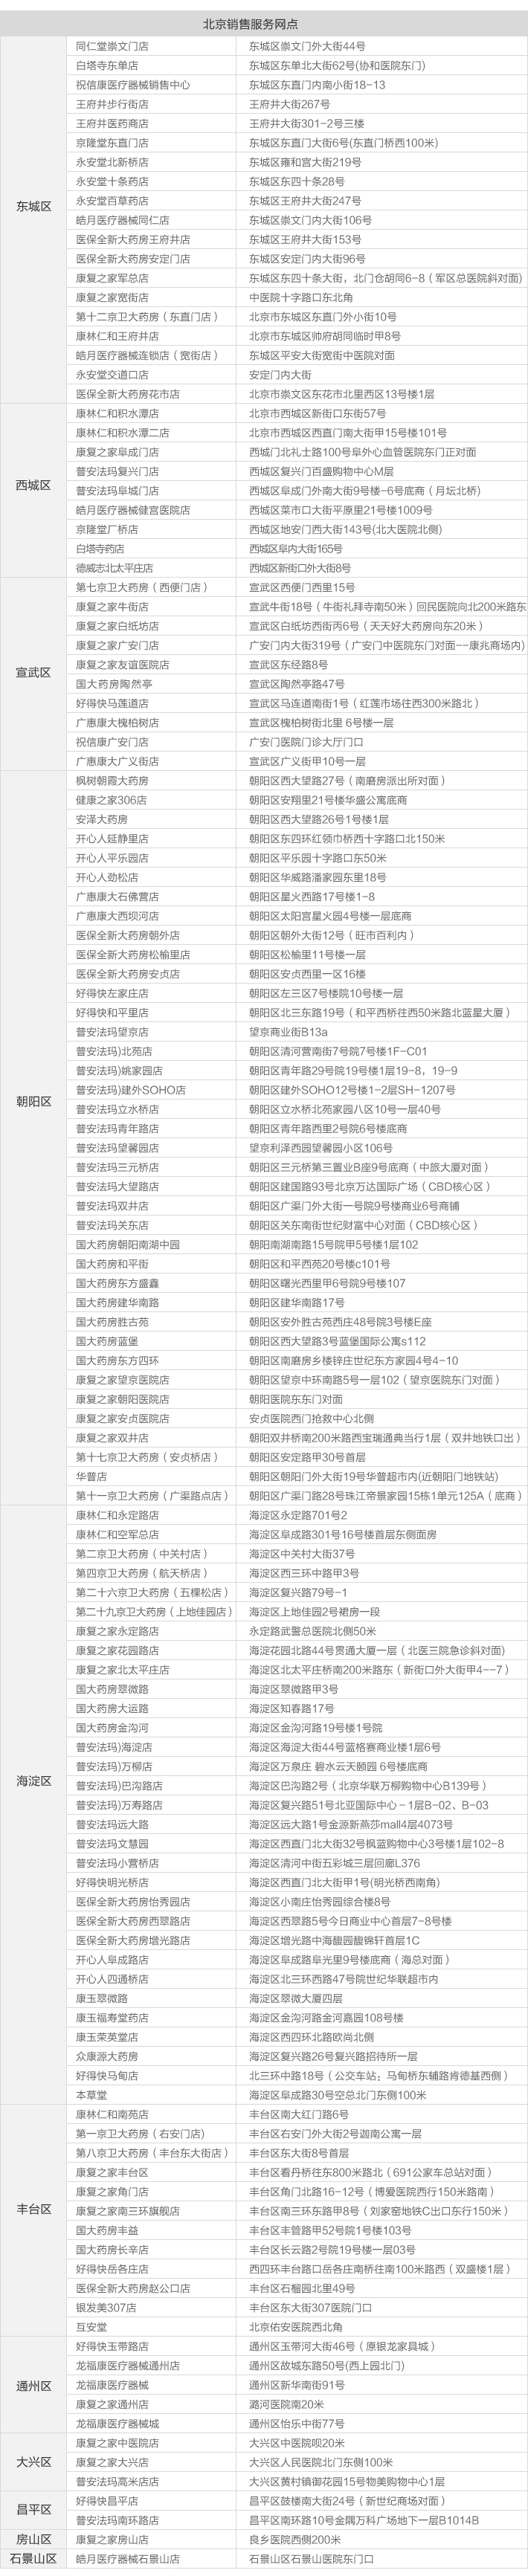 北京销售服务网点
东城区
同仁堂崇文门店 东城区崇文门外大街44号
白塔寺东单店 东城区东单北大街62号(协和医院东门)
祝信康医疗器械销售中心 东城区东直门内南小街18-13
王府井步行街店 王府井大街267号
王府井医药商店 王府井大街301-2号三楼
京隆堂东直门店 东城区东直门大街6号(东直门桥西100米)
永安堂北新桥店 东城区雍和宫大街219号
永安堂十条药店 东城区东四十条28号
永安堂百草药店 东城区王府井大街247号
皓月医疗器械同仁店 东城区崇文门内大街106号
医保全新大药房王府井店 东城区王府井大街153号
医保全新大药房安定门店 东城区安定门内大街96号
康复之家军总店 东城区东四十条大街，北门仓胡同6-8（军区总医院斜对面)
康复之家宽街店 中医院十字路口东北角
第十二京卫大药房（东直门店） 北京市东城区东直门外小街10号
康林仁和王府井店 北京市东城区帅府胡同临时甲8号
皓月医疗器械连锁店（宽街店） 东城区平安大街宽街中医院对面
永安堂交道口店 安定门内大街
医保全新大药房花市店 北京市崇文区东花市北里西区13号楼1层
西城区
康林仁和积水潭店 北京市西城区新街口东街57号
康林仁和积水潭二店 北京市西城区西直门南大街甲15号楼101号
康复之家阜成门店 西城门北礼士路100号阜外心血管医院东门正对面
普安法玛复兴门店 西城区复兴门百盛购物中心M层
普安法玛阜城门店 西城区阜成门外南大街9号楼-6号底商（月坛北桥)
皓月医疗器械健宫医院店 西城区菜市口大街平原里21号楼1009号
京隆堂厂桥店 西城区地安门西大街143号(北大医院北侧)
白塔寺药店 西城区阜内大街165号
德威志北太平庄店 西城区新街口外大街8号
宣武区
第七京卫大药房（西便门店） 宣武区西便门西里15号
康复之家牛街店 宣武牛街18号（牛街礼拜寺南50米）回民医院向北200米路东
康复之家白纸坊店 宣武区白纸坊西街丙6号（天天好大药房向东20米）
康复之家广安门店 广安门内大街319号（广安门中医院东门对面--康兆商场内)
康复之家友谊医院店 宣武区东经路8号
国大药房陶然亭 宣武区陶然亭路47号
好得快马莲道店 宣武区马连道南街1号（红莲市场往西300米路北）
广惠康大槐柏树店 宣武区槐柏树街北里 6号楼一层
祝信康广安门店 广安门医院门诊大厅门口
广惠康大广义街店 宣武区广义街甲10号一层
朝阳区
枫树朝霞大药房 朝阳区西大望路27号（南磨房派出所对面）
健康之家306店 朝阳区安翔里21号楼华盛公寓底商
安泽大药房 朝阳区西大望路26号1号楼1层
开心人延静里店 朝阳区东四环红领巾桥西十字路口北150米
开心人平乐园店 朝阳区平乐园十字路口东50米
开心人劲松店 朝阳区华威路潘家园东里18号
广惠康大石佛营店 朝阳区星火西路17号楼1-8
广惠康大西坝河店 朝阳区太阳宫星火园4号楼一层底商
医保全新大药房朝外店 朝阳区朝外大街12号（旺市百利内）
医保全新大药房松榆里店 朝阳区松榆里11号楼一层
医保全新大药房安贞店 朝阳区安贞西里一区16楼
好得快左家庄店 朝阳区左三区7号楼院10号楼一层
好得快和平里店 朝阳区北三东路19号（和平西桥往西50米路北蓝星大厦）
普安法玛望京店 望京商业街B13a
普安法玛)北苑店 朝阳区清河营南街7号院7号楼1F-C01
普安法玛)姚家园店 朝阳区青年路29号院19号楼1层19-8，19-9
普安法玛)建外SOHO店 朝阳区建外SOHO12号楼1-2层SH-1207号
普安法玛立水桥店 朝阳区立水桥北苑家园八区10号一层40号
普安法玛青年路店 朝阳区青年路西里2号院6号楼底商
普安法玛望馨园店 望京利泽西园望馨园小区106号
普安法玛三元桥店 朝阳区三元桥第三置业B座9号底商（中旅大厦对面）
普安法玛大望路店 朝阳区建国路93号北京万达国际广场（CBD核心区）
普安法玛双井店 朝阳区广渠门外大街一号院9号楼商业6号商铺
普安法玛关东店 朝阳区关东南街世纪财富中心对面（CBD核心区）
国大药房朝阳南湖中园 朝阳南湖南路15号院甲5号楼1层102
国大药房和平街 朝阳区和平西苑20号楼c101号
国大药房东方盛鑫 朝阳区曙光西里甲6号院9号楼107
国大药房建华南路 朝阳区建华南路17号
国大药房胜古苑 朝阳区安外胜古苑西庄48号院3号楼E座
国大药房蓝堡 朝阳区西大望路3号蓝堡国际公寓s112
国大药房东方四环 朝阳区南磨房乡楼锌庄世纪东方家园4号4-10
康复之家望京医院店 朝阳区望京中环南路5号一层102（望京医院东门对面）
康复之家朝阳医院店 朝阳医院东东门对面
康复之家安贞医院店 安贞医院西门抢救中心北侧
康复之家双井店 朝阳双井桥南200米路西宝瑞通典当行1层（双井地铁口出）
第十七京卫大药房（安贞桥店） 朝阳区安定路甲30号首层
华普店 朝阳区朝阳门外大街19号华普超市内(近朝阳门地铁站)
第十一京卫大药房（广渠路点店） 朝阳区广渠门路28号珠江帝景家园15栋1单元125A（底商）
海淀区
康林仁和永定路店 海淀区永定路701号2
康林仁和空军总店 海淀区阜成路301号16号楼首层东侧面房
第二京卫大药房（中关村店） 海淀区中关村大街37号
第四京卫大药房（航天桥店） 海淀区西三环中路甲3号
第二十六京卫大药房（五棵松店） 海淀区复兴路79号-1
第二十九京卫大药房（上地佳园店） 海淀区上地佳园2号裙房一段
康复之家永定路店 永定路武警总医院北侧50米
康复之家花园路店 海淀花园北路44号贯通大厦一层（北医三院急诊斜对面)
康复之家北太平庄店 海淀区北太平庄桥南200米路东（新街口外大街甲4--7）
国大药房翠微路 海淀区翠微路甲3号
国大药房大运路 海淀区知春路17号
国大药房金沟河 海淀区金沟河路19号楼1号院
普安法玛)海淀店 海淀区海淀大街44号蓝格赛商业楼1层6号
普安法玛)万柳店 海淀区万泉庄 碧水云天颐园 6号楼底商
普安法玛)巴沟路店 海淀区巴沟路2号（北京华联万柳购物中心B139号）
普安法玛)万寿路店 海淀区复兴路51号北亚国际中心－1层B-02、B-03
普安法玛远大路 海淀区远大路1号金源新燕莎mall4层4073号
普安法玛文慧园 海淀区西直门北大街32号枫蓝购物中心3号楼1层102-8
普安法玛小营桥店 海淀区清河中街五彩城三层回廊L376
好得快明光桥店 海淀区西直门北大街甲1号(明光桥西南角)
医保全新大药房怡秀园店 海淀区小南庄怡秀园综合楼8号
医保全新大药房西翠路店 海淀区西翠路5号今日商业中心首层7-8号楼
医保全新大药房增光路店 海淀区增光路中海馥园馥锦轩首层1C
开心人阜成路店 海淀区阜成路阜光里9号楼底商（海总对面）
开心人四通桥店 海淀区北三环西路47号院世纪华联超市内
康玉翠微路 海淀区翠微大厦四层
康玉福寿堂药店 海淀区金沟河路金河嘉园108号楼
康玉荣英堂店 海淀区西四环北路欧尚北侧
众康源大药房 海淀区复兴路26号复兴路招待所一层
好得快马甸店 北三环中路18号（公交车站；马甸桥东辅路肯德基西侧）
本草堂 海淀区阜成路30号空总北门东侧100米
丰台区
康林仁和南苑店 丰台区南大红门路6号
第一京卫大药房（右安门店） 丰台区右安门外大街2号迦南公寓一层
第八京卫大药房（丰台东大街店） 丰台区东大街8号首层
康复之家丰台区 丰台区看丹桥往东800米路北（691公家车总站对面）
康复之家角门店 丰台区角门北路16-12号（博爱医院西行150米路南）
康复之家南三环旗舰店 丰台区南三环东路甲8号（刘家窑地铁C出口东行150米）
国大药房丰益 丰台区丰管路甲52号院1号楼103号
国大药房长辛店 丰台区长云路2号院19号楼一层03号
好得快岳各庄店 西四环丰台路口岳各庄南桥往南100米路西（双盛楼1层）
医保全新大药房赵公口店 丰台区石榴园北里49号
银发美307店 丰台区东大街307医院门口
互安堂 北京佑安医院西北角
通州区
好得快玉带路店 通州区玉带河大街46号（原银龙家具城）
龙福康医疗器械通州店 通州区故城东路50号(西上园北门)
龙福康医疗器械 通州区新华南街91号
康复之家通州店 潞河医院南20米
龙福康医疗器械城 通州区怡乐中街77号
大兴区
康复之家中医院店 大兴区中医院呗20米
康复之家大兴店 大兴区人民医院北门东侧100米
普安法玛高米店店 大兴区黄村镇御花园15号物美购物中心1层
昌平区
好得快昌平店 昌平区鼓楼南大街24号（新世纪商场对面）
普安法玛南环路店 昌平区南环路10号金隅万科广场地下一层B1014B
房山区
康复之家房山店 良乡医院西侧200米
石景山区
皓月医疗器械石景山店 石景山区石景山医院东门口